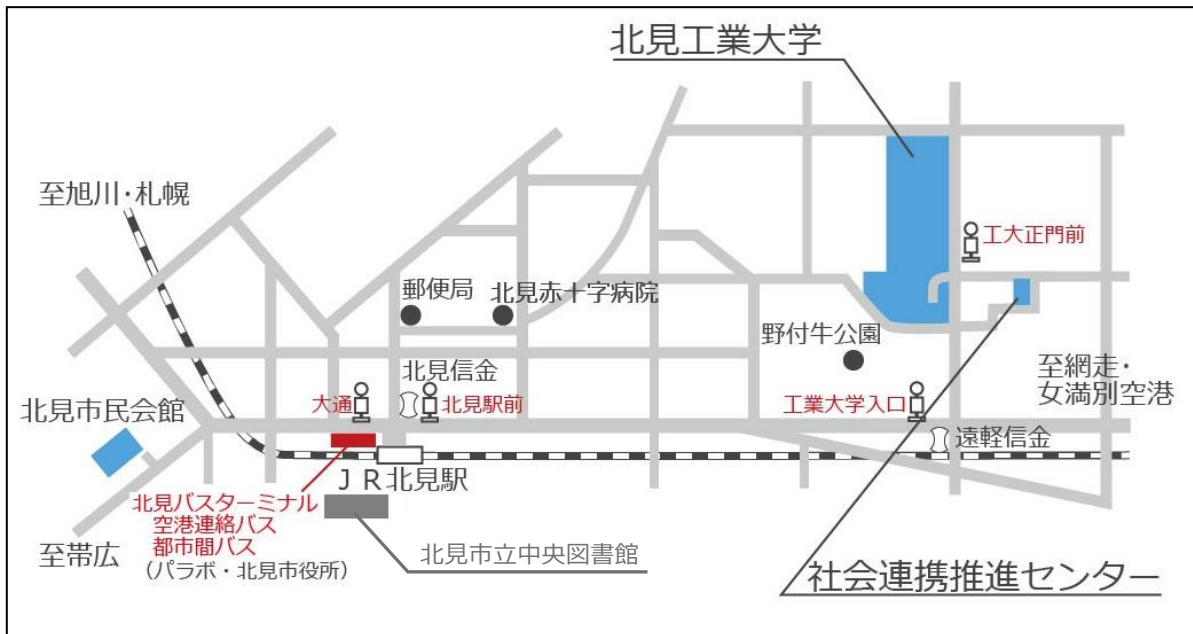 北見工業大学
至旭川・札幌
工大正門前
郵便局
北見赤十字病院
野付牛公園
至網走・
女満別空港
北見信金
北見市民会館
大通
北見駅前
工業大学入口
遠軽信金
ＪＲ北見駅
北見バスターミナル
空港連絡バス
都市間バス
（パラボ・北見市役所）
至帯広
北見市立中央図書館
社会連携推進センター